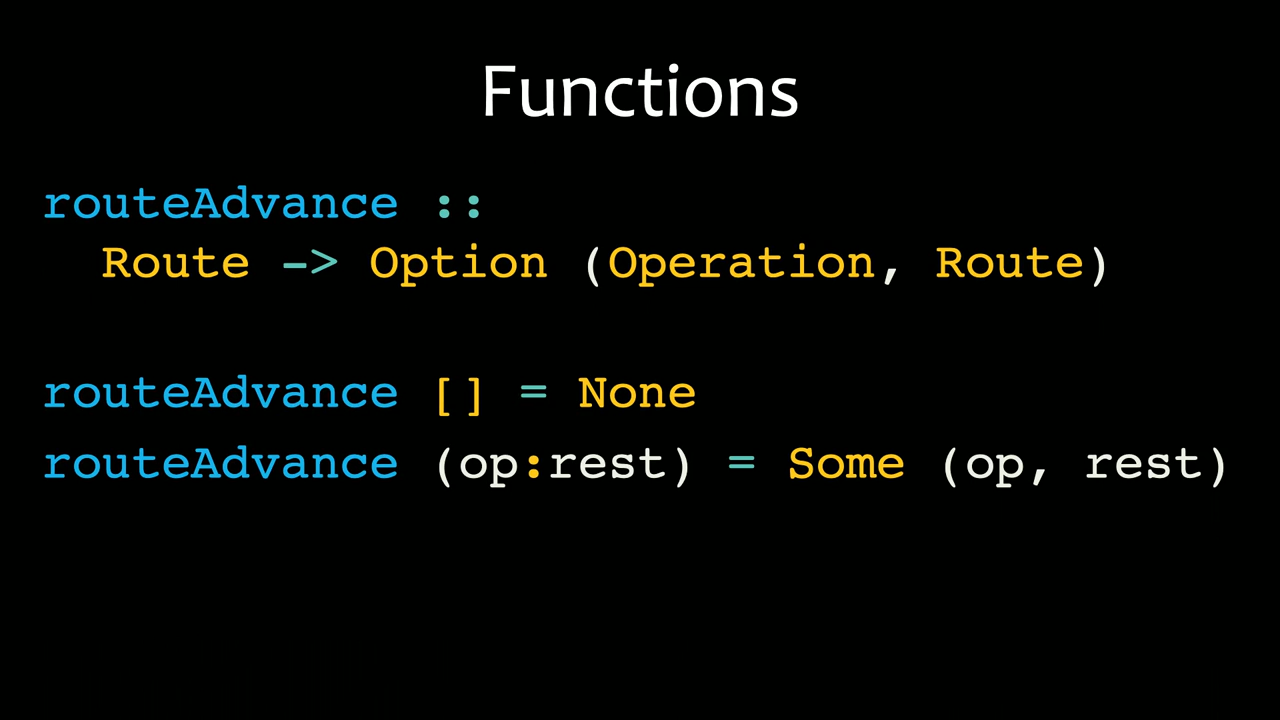 Functions
routeAdvance ::
  Route -> Option (Operation, Route)
routeAdvance [] = None
routeAdvance (op:rest) = Some (op, rest)